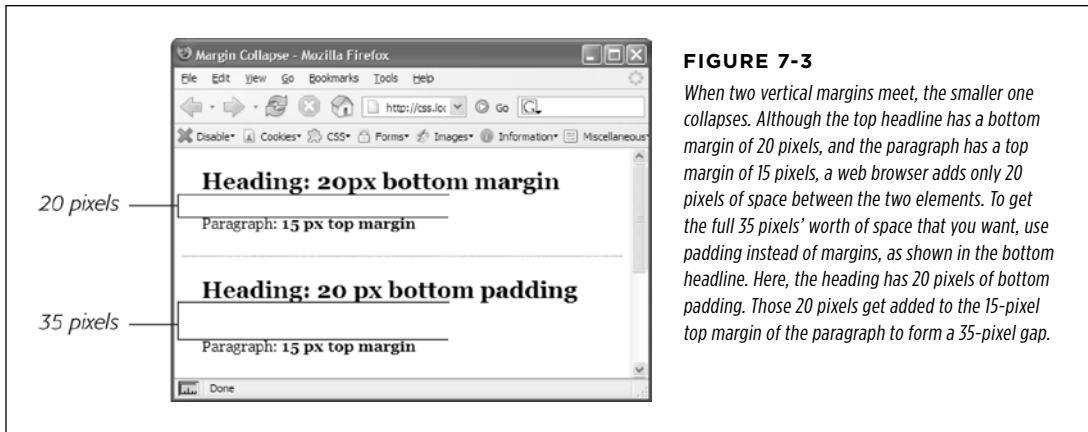 Margin Collapse - Mozilla Firefox
File Edit View Go Bookmarks Tools Help
http://css.loc Go G
Disable Cookies CSS Forms Images Information Miscellaneous
Heading: 20px bottom margin
20 pixels
Paragraph: 15 px top margin
Heading: 20 px bottom padding
35 pixels
Paragraph: 15 px top margin
Done
FIGURE 7-3
When two vertical margins meet, the smaller one
collapses. Although the top headline has a bottom
margin of 20 pixels, and the paragraph has a top
margin of 15 pixels, a web browser adds only 20
pixels of space between the two elements. To get
the full 35 pixels’ worth of space that you want, use
padding instead of margins, as shown in the bottom
headline. Here, the heading has 20 pixels of bottom
padding. Those 20 pixels get added to the 15-pixel
top margin of the paragraph to form a 35-pixel gap.